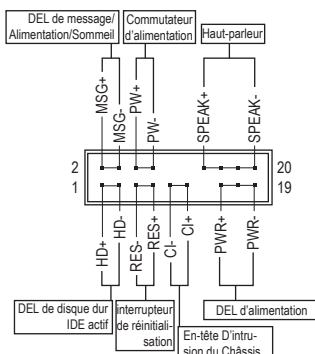 DEL de message/
Alimentation/Sommeil
Commutateur
d'alimentation
Haut-parleur
MSG+
MSG-
PW+
PW-
SPEAK+
SPEAK-
2
20
1
19
HD+
HD-
RES-
RES+
CI-
CI+
PWR+
PWR-
DEL de disque dur
IDE actif
interrupteur
de réinitiali-
sation
DEL d'alimentation
En-tête D'intru-
sion du Châssis